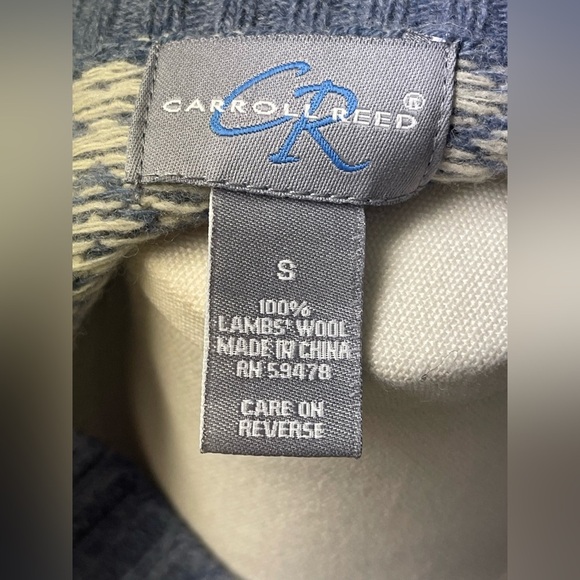 CARROLL REED®
CR
S
100%
LAMBS' WOOL
MADE IN CHINA
RN 59478
CARE ON
REVERSE